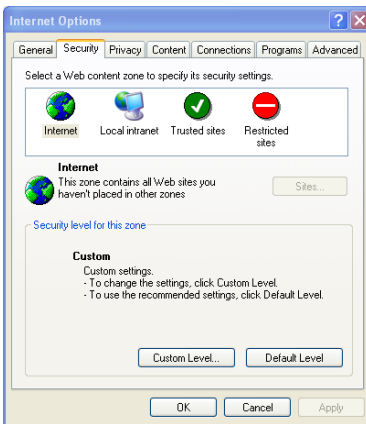 Internet Options
General Security Privacy Content Connections Programs Advanced
Select a Web content zone to specify its security settings.
Internet Local intranet Trusted sites Restricted
sites
Internet
This zone contains all Web sites you
haven't placed in other zones
Sites...
Security level for this zone
Custom
Custom settings.
- To change the settings, click Custom Level.
- To use the recommended settings, click Default Level.
Custom Level... Default Level
OK Cancel Apply